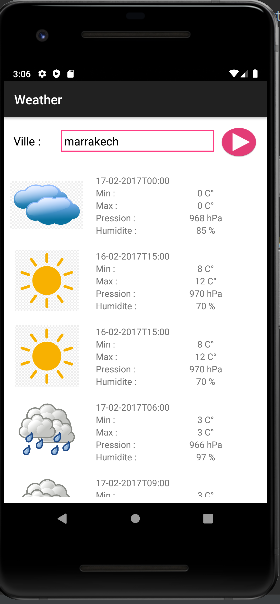 3:06
Weather
Ville : marrakech
17-02-2017T00:00
Min : 0 C°
Max : 0 C°
Pression : 968 hPa
Humidite : 85 %
16-02-2017T15:00
Min : 8 C°
Max : 12 C°
Pression : 970 hPa
Humidite : 70 %
16-02-2017T15:00
Min : 8 C°
Max : 12 C°
Pression : 970 hPa
Humidite : 70 %
17-02-2017T06:00
Min : 3 C°
Max : 3 C°
Pression : 966 hPa
Humidite : 97 %
17-02-2017T09:00
Min : 3 C°